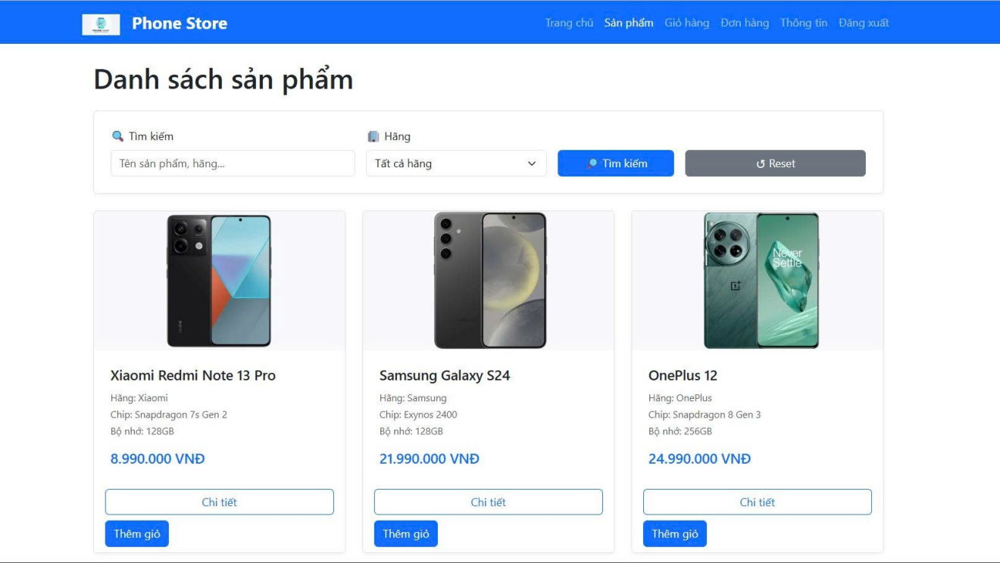 Phone Store
Trang chủ Sản phẩm Giỏ hàng Đơn hàng Thông tin Đăng xuất
Danh sách sản phẩm
Tìm kiếm
Hãng
Tên sản phẩm, hãng...
Tất cả hãng
Tìm kiếm
Reset
Never
Settle
Xiaomi Redmi Note 13 Pro
Hãng: Xiaomi
Chip: Snapdragon 7s Gen 2
Bộ nhớ: 128GB
8.990.000 VNĐ
Chi tiết
Thêm giỏ
Samsung Galaxy S24
Hãng: Samsung
Chip: Exynos 2400
Bộ nhớ: 128GB
21.990.000 VNĐ
Chi tiết
Thêm giỏ
OnePlus 12
Hãng: OnePlus
Chip: Snapdragon 8 Gen 3
Bộ nhớ: 256GB
24.990.000 VNĐ
Chi tiết
Thêm giỏ